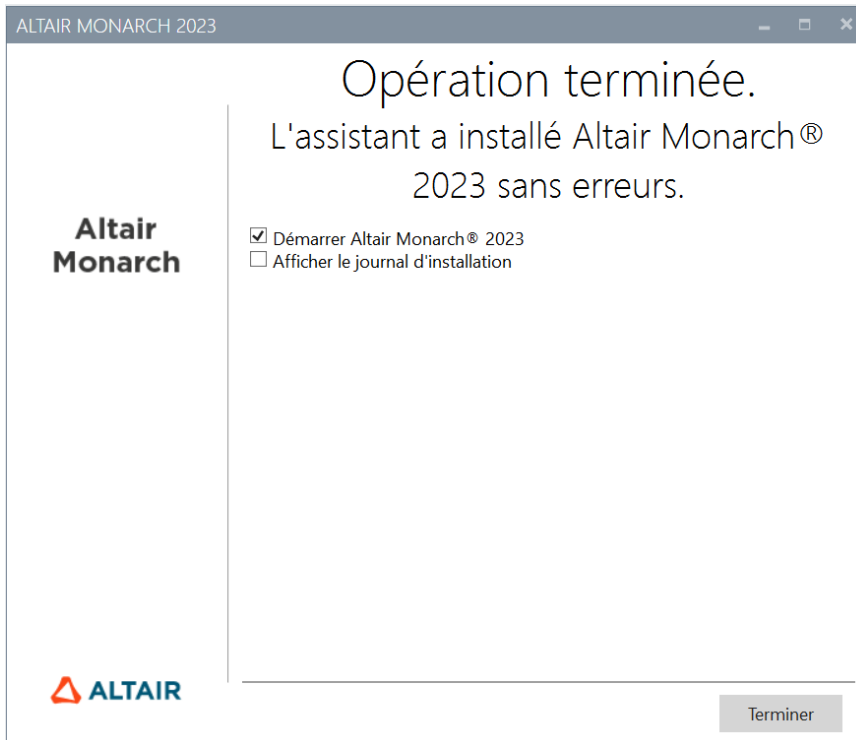 ALTAIR MONARCH 2023
Opération terminée.
L'assistant a installé Altair Monarch®
2023 sans erreurs.
Altair
Monarch
Démarrer Altair Monarch® 2023
Afficher le journal d'installation
ALTAIR
Terminer